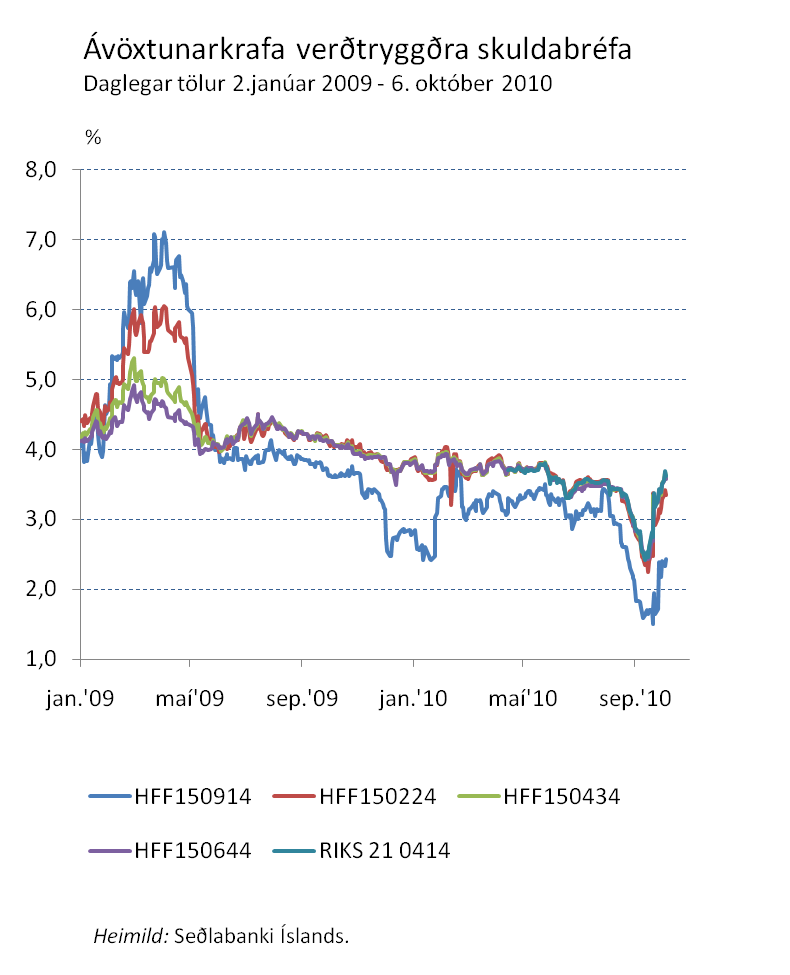 Ávöxtunarkrafa verðtryggðra skuldabréfa
Daglegar tölur 2.janúar 2009 - 6. október 2010
%
8,0
7,0
6,0
5,0
4,0
3,0
2,0
1,0
jan.'09 maí'09 sep.'09 jan.'10 maí'10 sep.'10
HFF150914 HFF150224 HFF150434
HFF150644 RIKS 21 0414
Heimild: Seðlabanki Íslands.